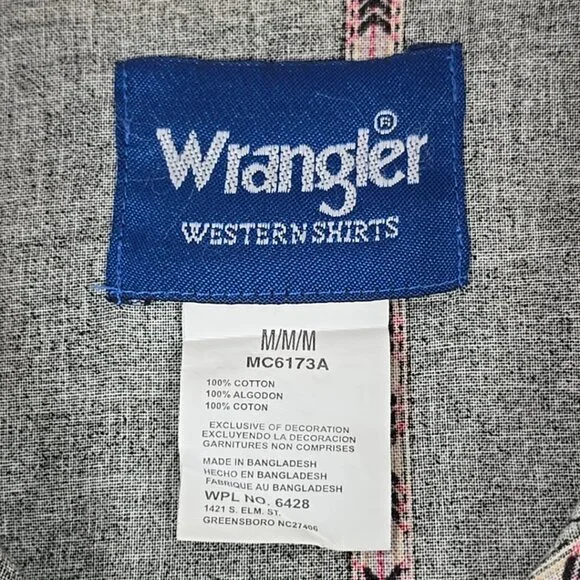 Wrangler®
WESTERN SHIRTS
M/M/M
MC6173A
100% COTTON
100% ALGODON
100% COTON
EXCLUSIVE OF DECORATION
EXCLUYENDO LA DECORACION
GARNITURES NON COMPRISES
MADE IN BANGLADESH
HECHO EN BANGLADESH
FABRIQUE AU BANGLADESH
WPL NO. 6428
1421 S. ELM. ST.
GREENSBORO NC27406